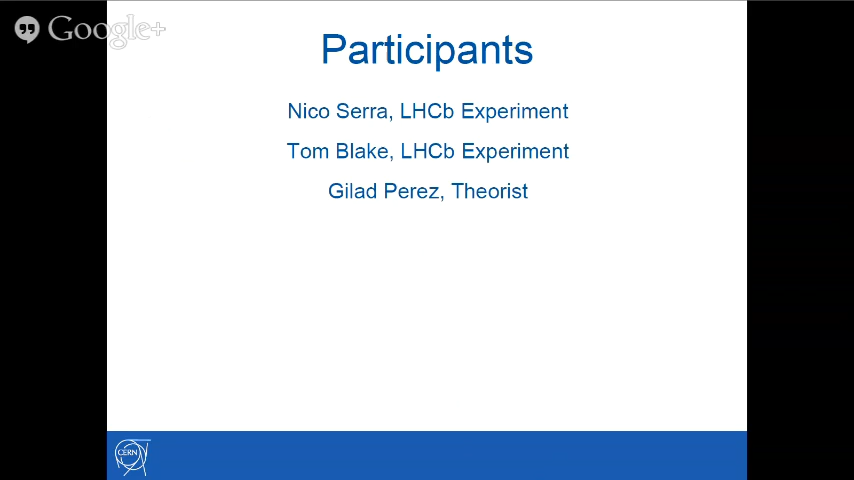 Google+
Participants
Nico Serra, LHCb Experiment
Tom Blake, LHCb Experiment
Gilad Perez, Theorist
CERN